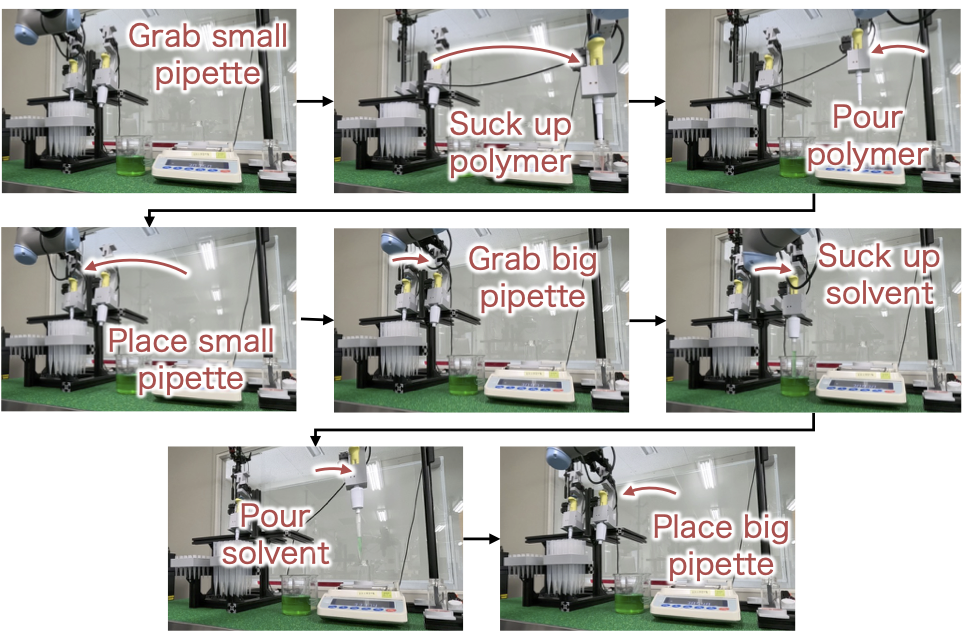 Grab small
pipette
Suck up
polymer
Pour
polymer
Place small
pipette
Grab big
pipette
Suck up
solvent
Pour
solvent
Place big
pipette